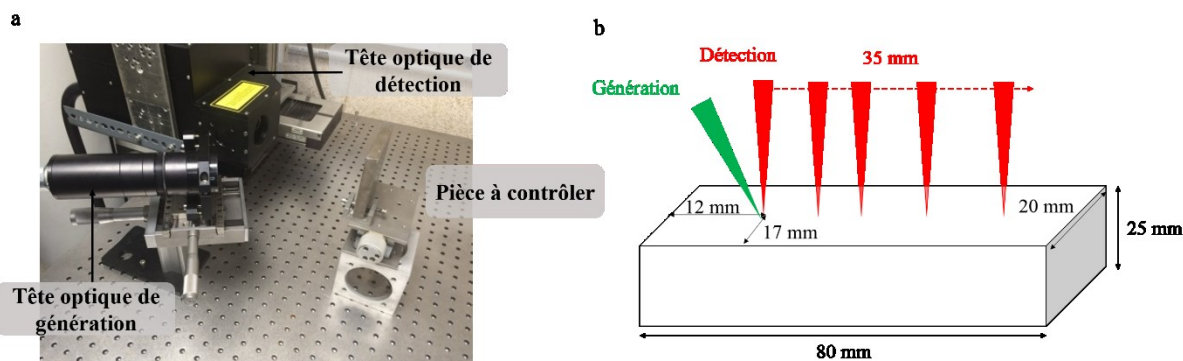 a
Tête optique de
détection
Pièce à contrôler
Tête optique de
génération
b
Détection
35 mm
Génération
12 mm
17 mm
20 mm
25 mm
80 mm